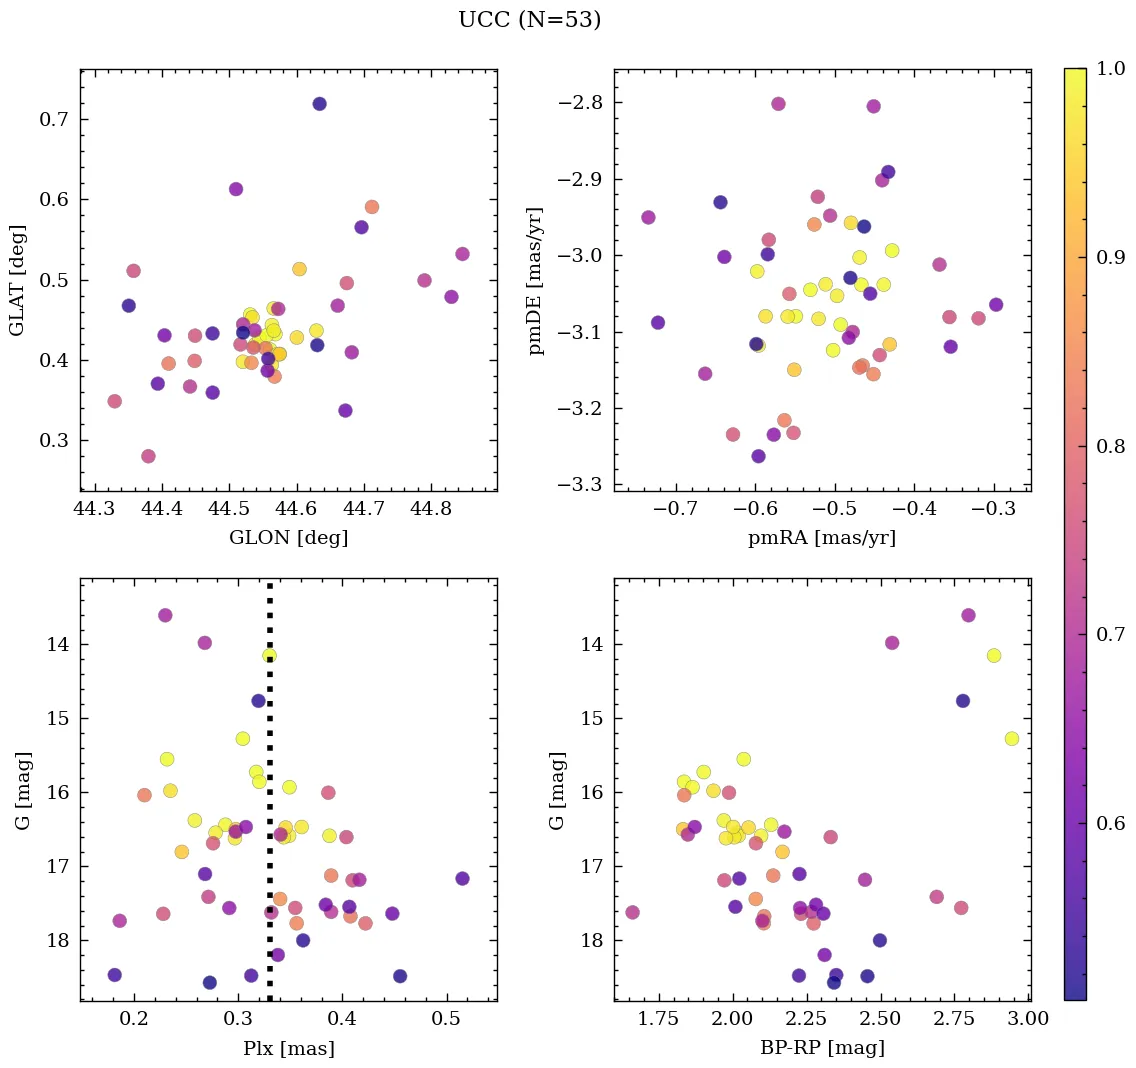 UCC (N=53)
0.7
0.6
0.5
0.4
0.3
GLAT [deg]
44.3 44.4 44.5 44.6 44.7 44.8
GLON [deg]
−2.8
−2.9
−3.0
−3.1
−3.2
−3.3
pmDE [mas/yr]
−0.7 −0.6 −0.5 −0.4 −0.3
pmRA [mas/yr]
1.0
0.9
0.8
0.7
0.6
14
15
16
17
18
G [mag]
0.2 0.3 0.4 0.5
Plx [mas]
14
15
16
17
18
G [mag]
1.75 2.00 2.25 2.50 2.75 3.00
BP-RP [mag]